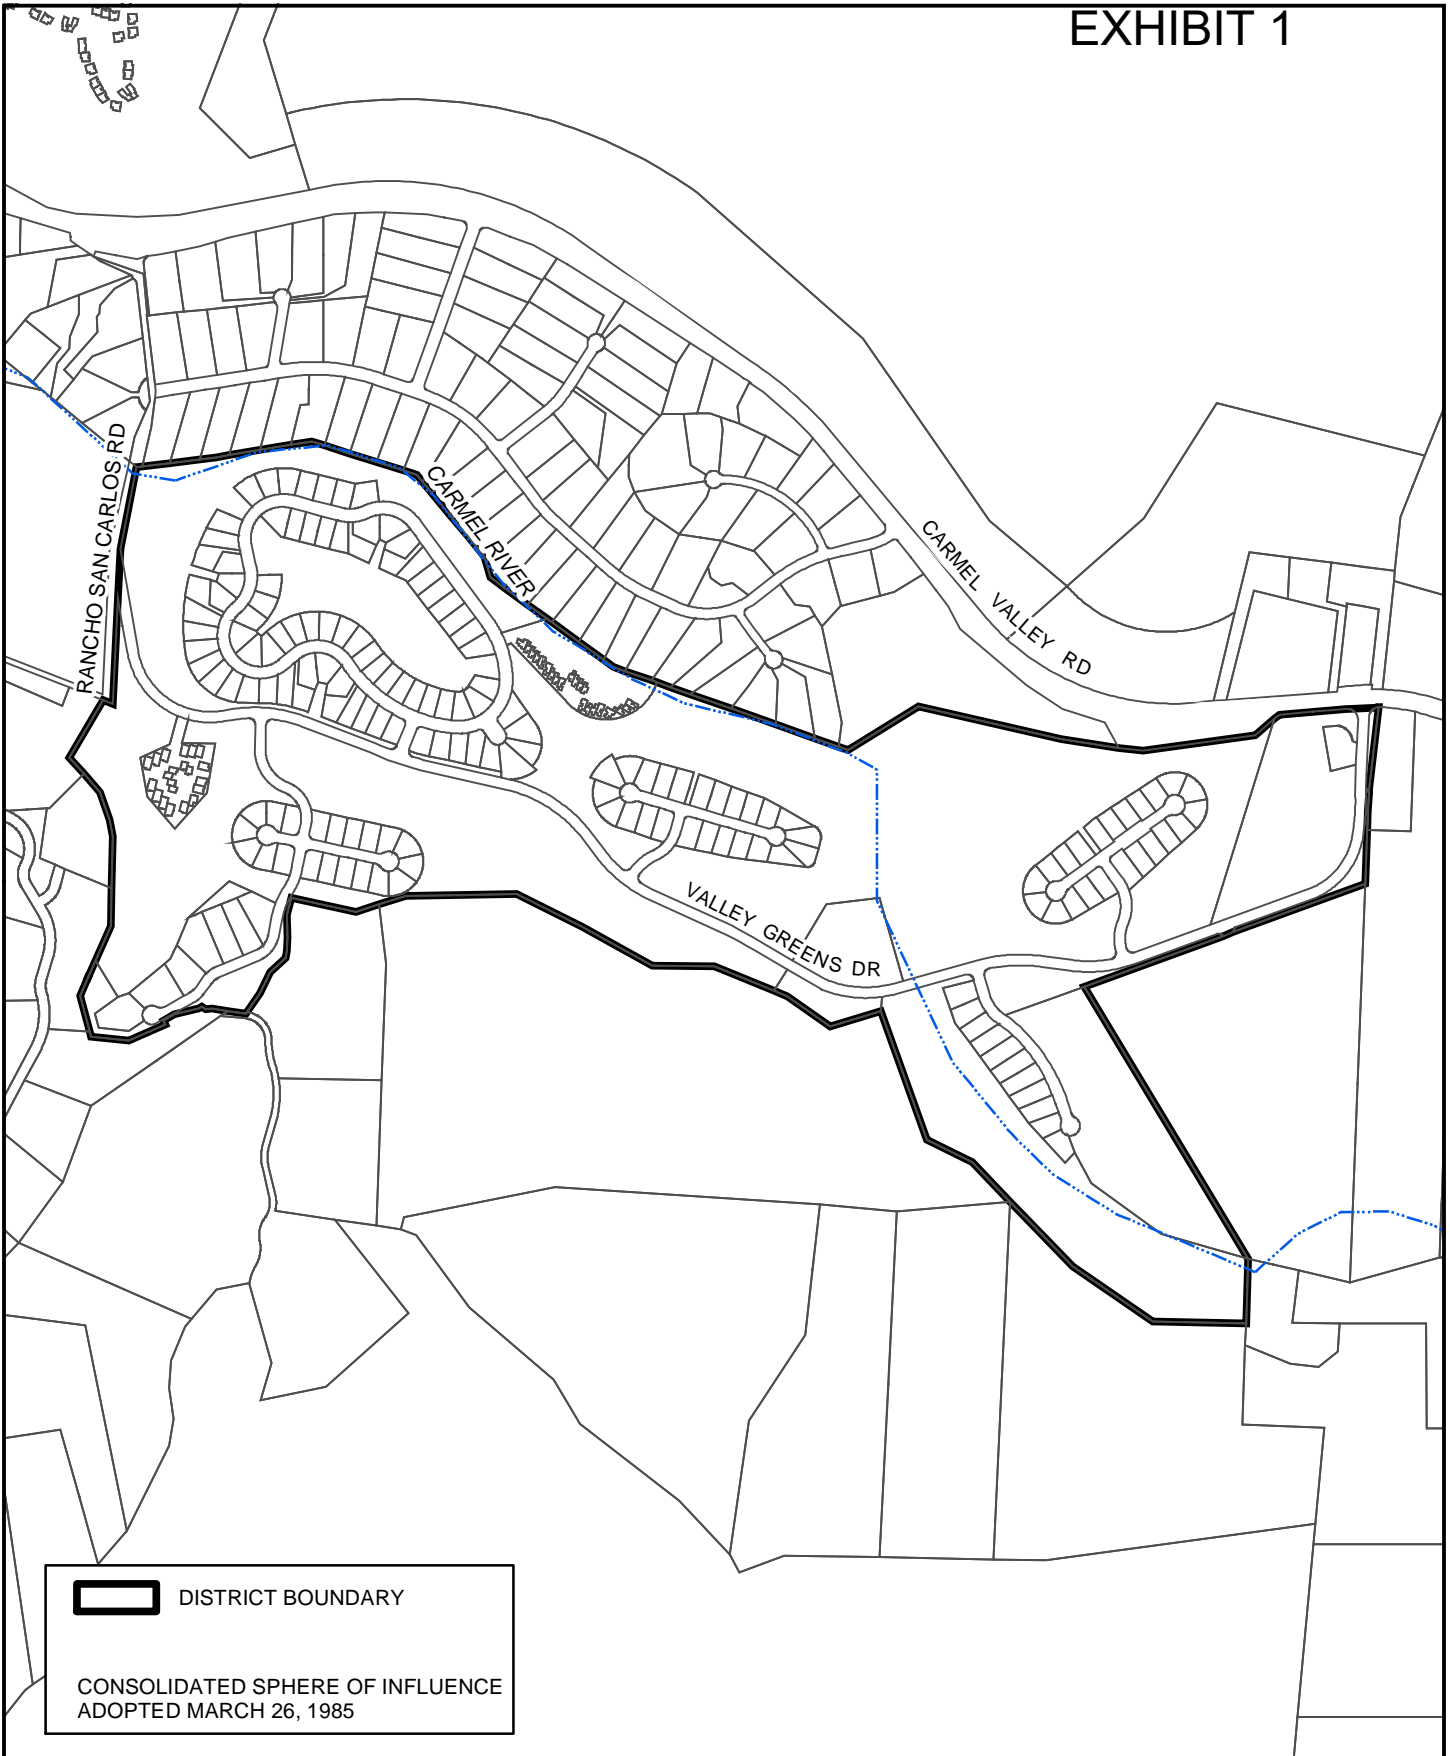 EXHIBIT 1
RANCHO SAN CARLOS RD
CARMEL RIVER
CARMEL VALLEY RD
VALLEY GREENS DR
DISTRICT BOUNDARY
CONSOLIDATED SPHERE OF INFLUENCE
ADOPTED MARCH 26, 1985